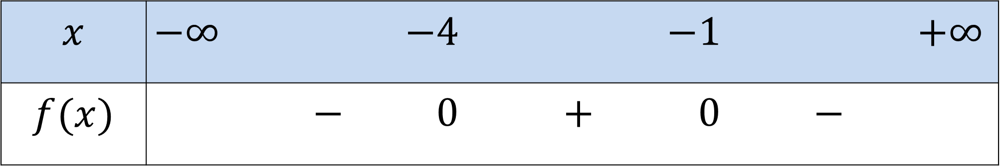 x −∞ −4 −1 +∞
f(x) − 0 + 0 −